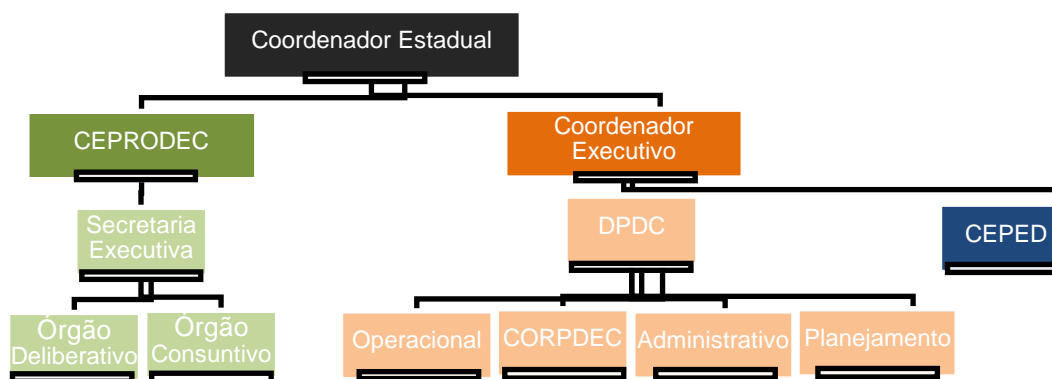 Coordenador Estadual
CEPRODEC
Coordenador
Executivo
Secretaria
Executiva
DPDC
CEPED
Órgão
Deliberativo
Órgão
Consuntivo
Operacional
CORPDEC
Administrativo
Planejamento